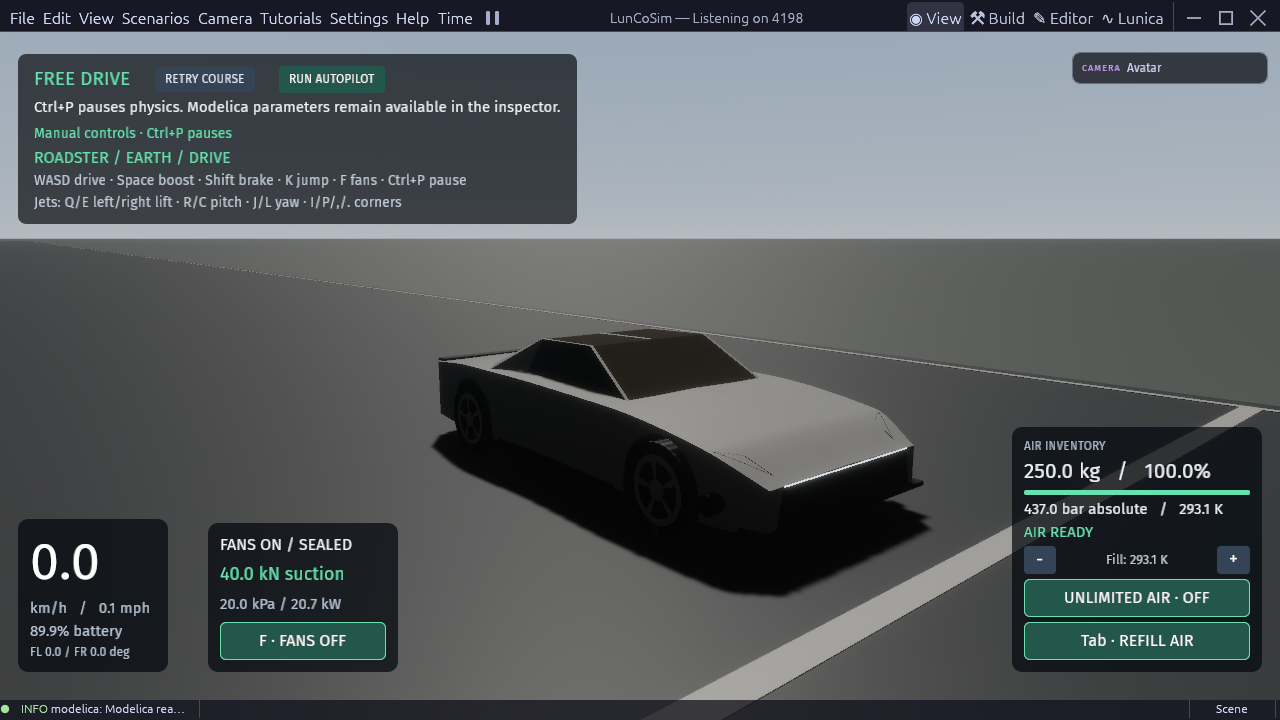 File Edit View Scenarios Camera Tutorials Settings Help Time
LunCoSim — Listening on 4198
View Build Editor Lunica
FREE DRIVE RETRY COURSE RUN AUTOPILOT
Ctrl+P pauses physics. Modelica parameters remain available in the inspector.
Manual controls · Ctrl+P pauses
ROADSTER / EARTH / DRIVE
WASD drive · Space boost · Shift brake · K jump · F fans · Ctrl+P pause
Jets: Q/E left/right lift · R/C pitch · J/L yaw · I/P/,/. corners
CAMERA Avatar
0.0
km/h / 0.1 mph
89.9% battery
FL 0.0 / FR 0.0 deg
FANS ON / SEALED
40.0 kN suction
20.0 kPa / 20.7 kW
F · FANS OFF
AIR INVENTORY
250.0 kg / 100.0%
437.0 bar absolute / 293.1 K
AIR READY
- Fill: 293.1 K +
UNLIMITED AIR · OFF
Tab · REFILL AIR
INFO modelica: Modelica rea...
Scene